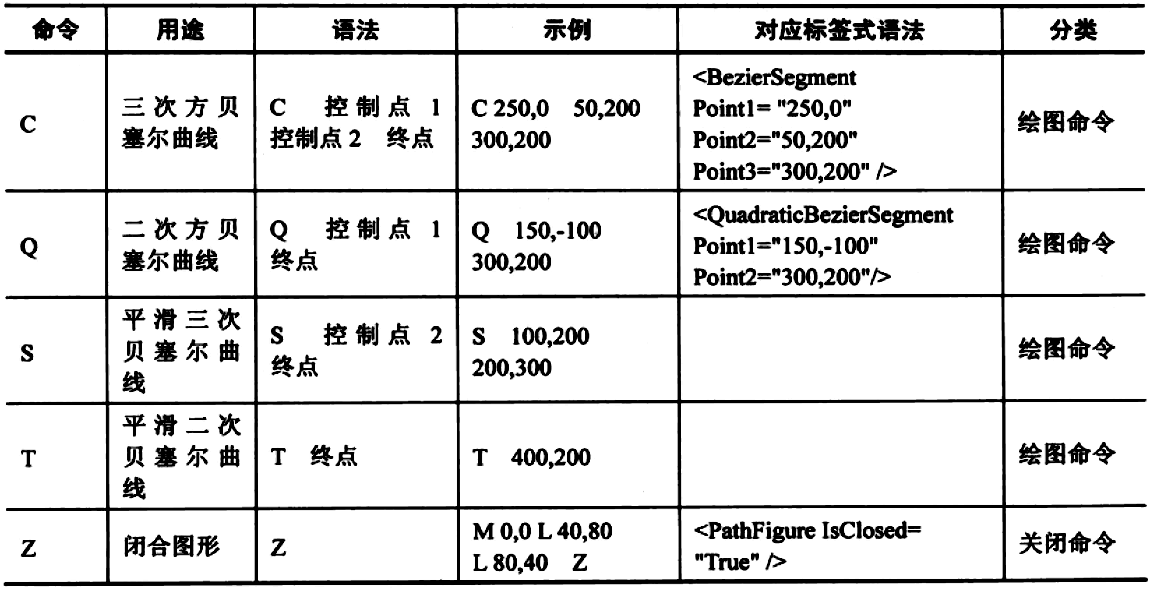 命令 用途 语法 示例 对应标签式语法 分类
C 三次方贝塞尔曲线 C 控制点 1 控制点 2 终点 C 250,0 50,200 300,200 <BezierSegment Point1= "250,0" Point2="50,200" Point3="300,200" /> 绘图命令
Q 二次方贝塞尔曲线 Q 控制点 1 终点 Q 150,-100 300,200 <QuadraticBezierSegment Point1="150,-100" Point2="300,200"/> 绘图命令
S 平滑三次贝塞尔曲线 S 控制点 2 终点 S 100,200 200,300 绘图命令
T 平滑二次贝塞尔曲线 T 终点 T 400,200 绘图命令
Z 闭合图形 Z M 0,0 L 40,80 L 80,40 Z <PathFigure IsClosed= "True" /> 关闭命令